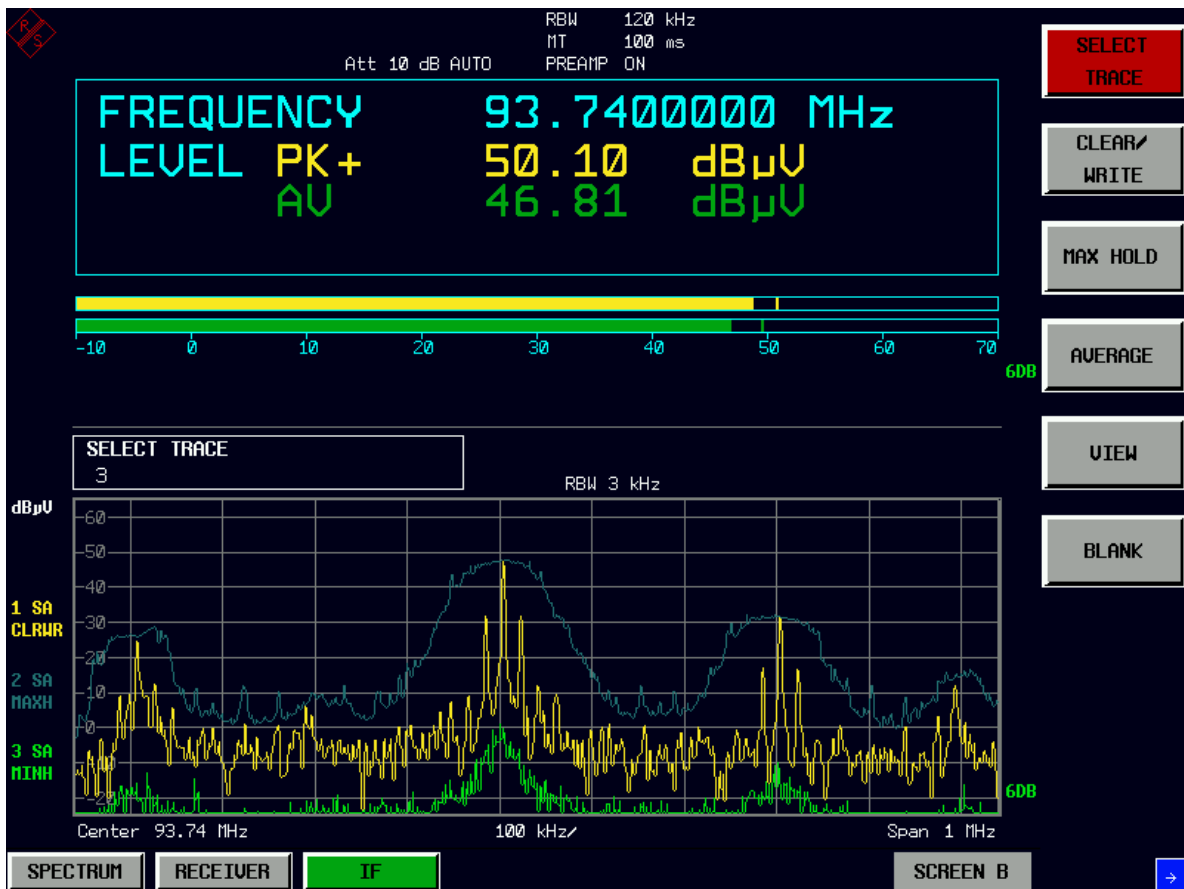 R S
RBW 120 kHz
MT 100 ms
Att 10 dB AUTO PREAMP ON
FREQUENCY 93.7400000 MHz
LEVEL PK+ 50.10 dBµV
AV 46.81 dBµV
-10 0 10 20 30 40 50 60 70
6DB
SELECT TRACE
3
RBW 3 kHz
dBµV
60
50
40
30
20
10
0
1 SA
CLRWR
2 SA
MAXH
3 SA
MINH
6DB
Center 93.74 MHz 100 kHz/ Span 1 MHz
SELECT
TRACE
CLEAR/
WRITE
MAX HOLD
AVERAGE
VIEW
BLANK
SPECTRUM RECEIVER IF SCREEN B